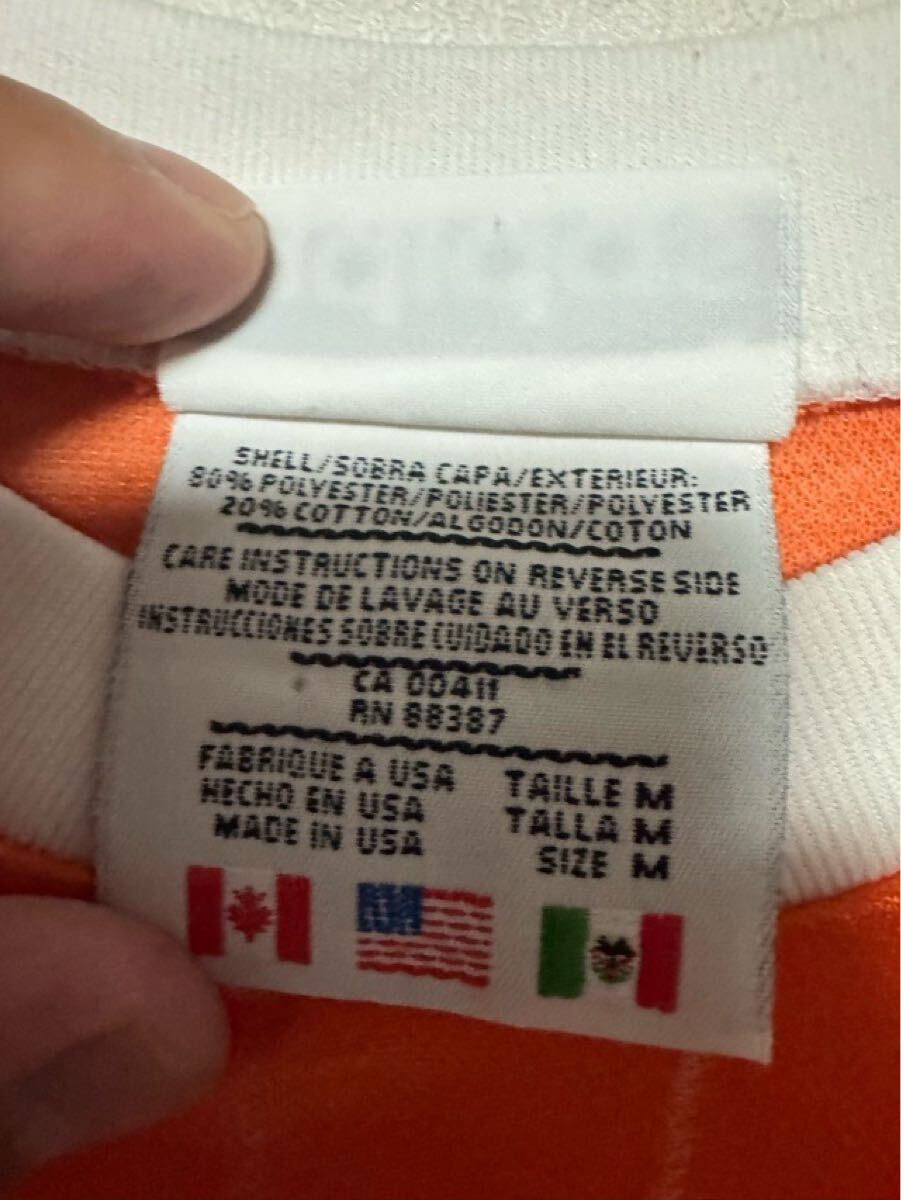 SHELL/SOBRA CAPA/EXTERIEUR:
80% POLYESTER/POLIESTER/POLYESTER
20% COTTON/ALGODON/COTON
CARE INSTRUCTIONS ON REVERSE SIDE
MODE DE LAVAGE AU VERSO
INSTRUCCIONES SOBRE CUIDADO EN EL REVERSO
CA 00411
RN 88387
FABRIQUE A USA
HECHO EN USA
MADE IN USA
TAILLE M
TALLA M
SIZE M